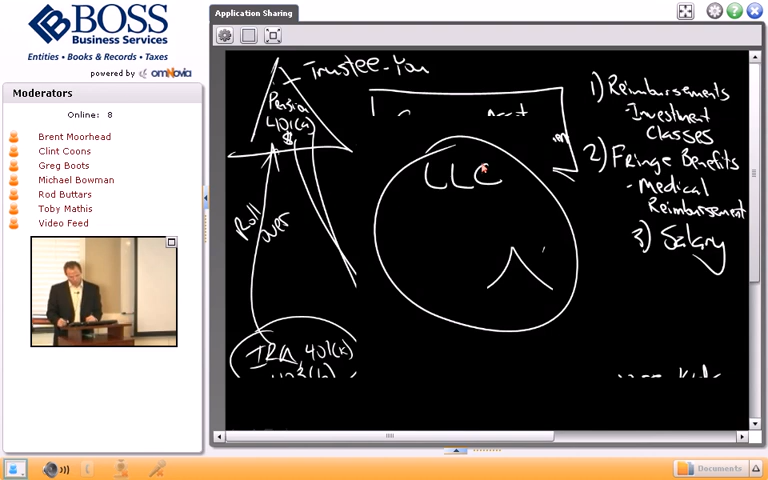 BOSS
Business Services
Entities • Books & Records • Taxes
powered by omNovia
Moderators
Online: 8
Brent Moorhead
Clint Coons
Greg Boots
Michael Bowman
Rod Buttars
Toby Mathis
Video Feed
Application Sharing
Trustee-You
Pension
401(a)
$
Roll
over
IRA, 401(k)
403(b)
LLC
1) Reimbursements
- Investment
Classes
2) Fringe Benefits
- Medical
Reimbursement
3) Salary
Documents